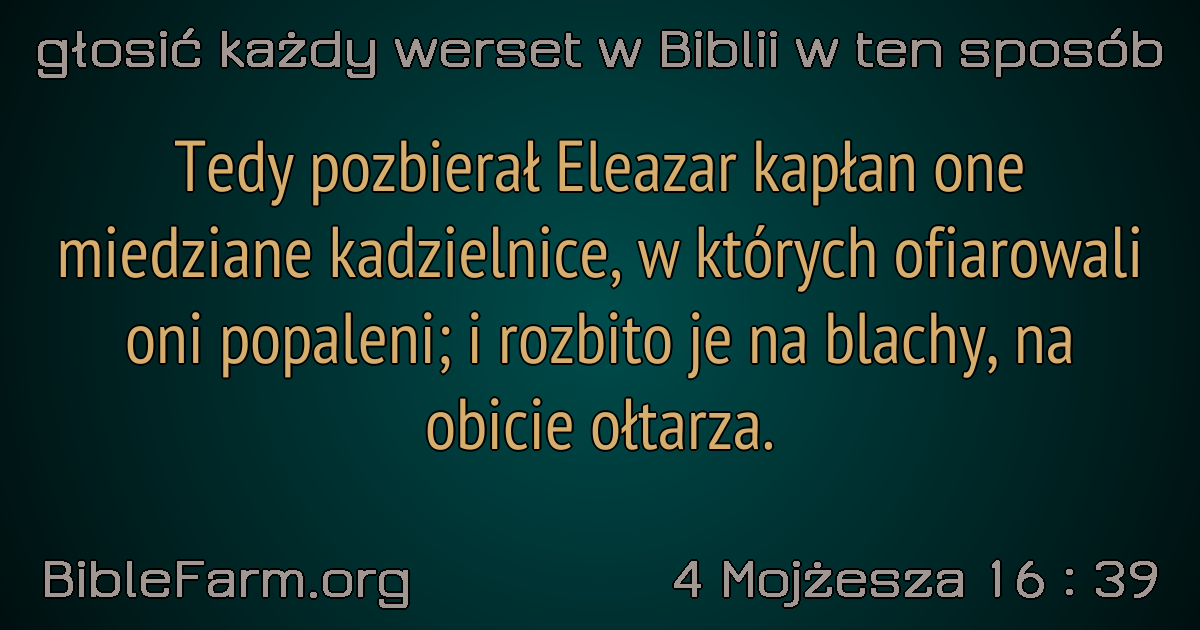 głosić każdy werset w Biblii w ten sposób
Tedy pozbierał Eleazar kapłan one
miedziane kadzielnice, w których ofiarowali
oni popaleni; i rozbito je na blachy, na
obicie ołtarza.
BibleFarm.org
4 Mojżesza 16 : 39